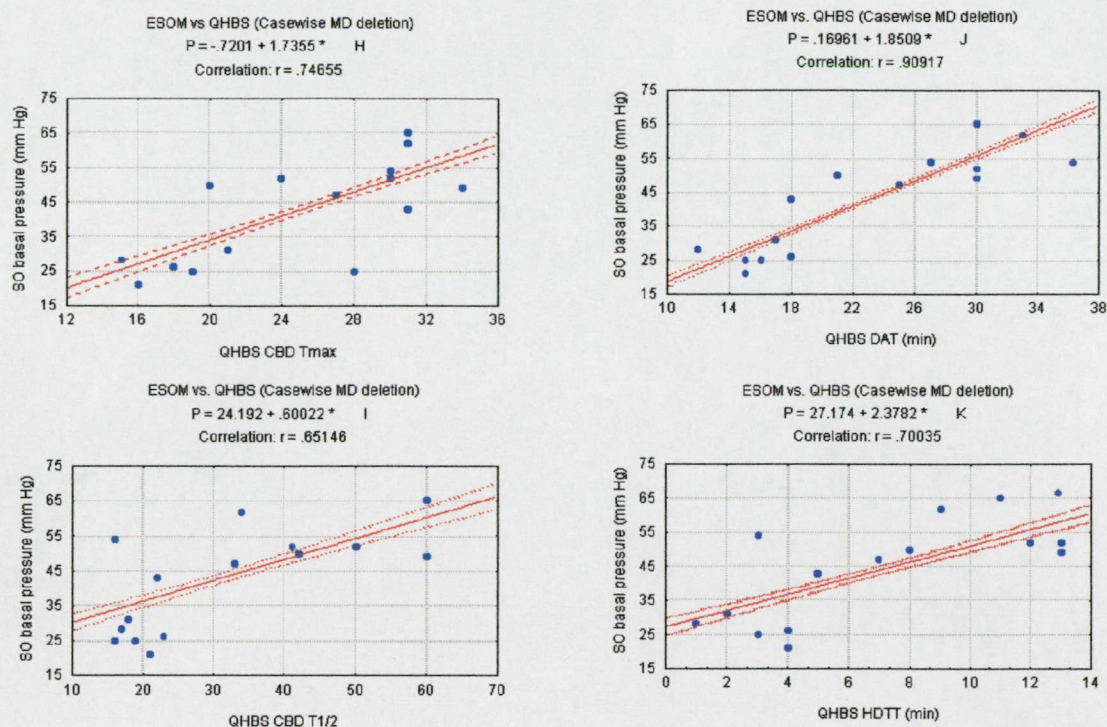 ESOM vs QHBS (Casewise MD deletion)
P = -.7201 + 1.7355 * H
Correlation: r = .74655
SO basal pressure (mm Hg)
75
65
55
45
35
25
15
12 16 20 24 28 32 36
QHBS CBD Tmax
ESOM vs. QHBS (Casewise MD deletion)
P = .16961 + 1.8509 * J
Correlation: r = .90917
SO basal pressure (mm Hg)
75
65
55
45
35
25
15
10 14 18 22 26 30 34 38
QHBS DAT (min)
ESOM vs. QHBS (Casewise MD deletion)
P = 24.192 + .60022 * I
Correlation: r = .65146
SO basal pressure (mm Hg)
75
65
55
45
35
25
15
10 20 30 40 50 60 70
QHBS CBD T1/2
ESOM vs. QHBS (Casewise MD deletion)
P = 27.174 + 2.3782 * K
Correlation: r = .70035
SO basal pressure (mm Hg)
75
65
55
45
35
25
15
0 2 4 6 8 10 12 14
QHBS HDTT (min)